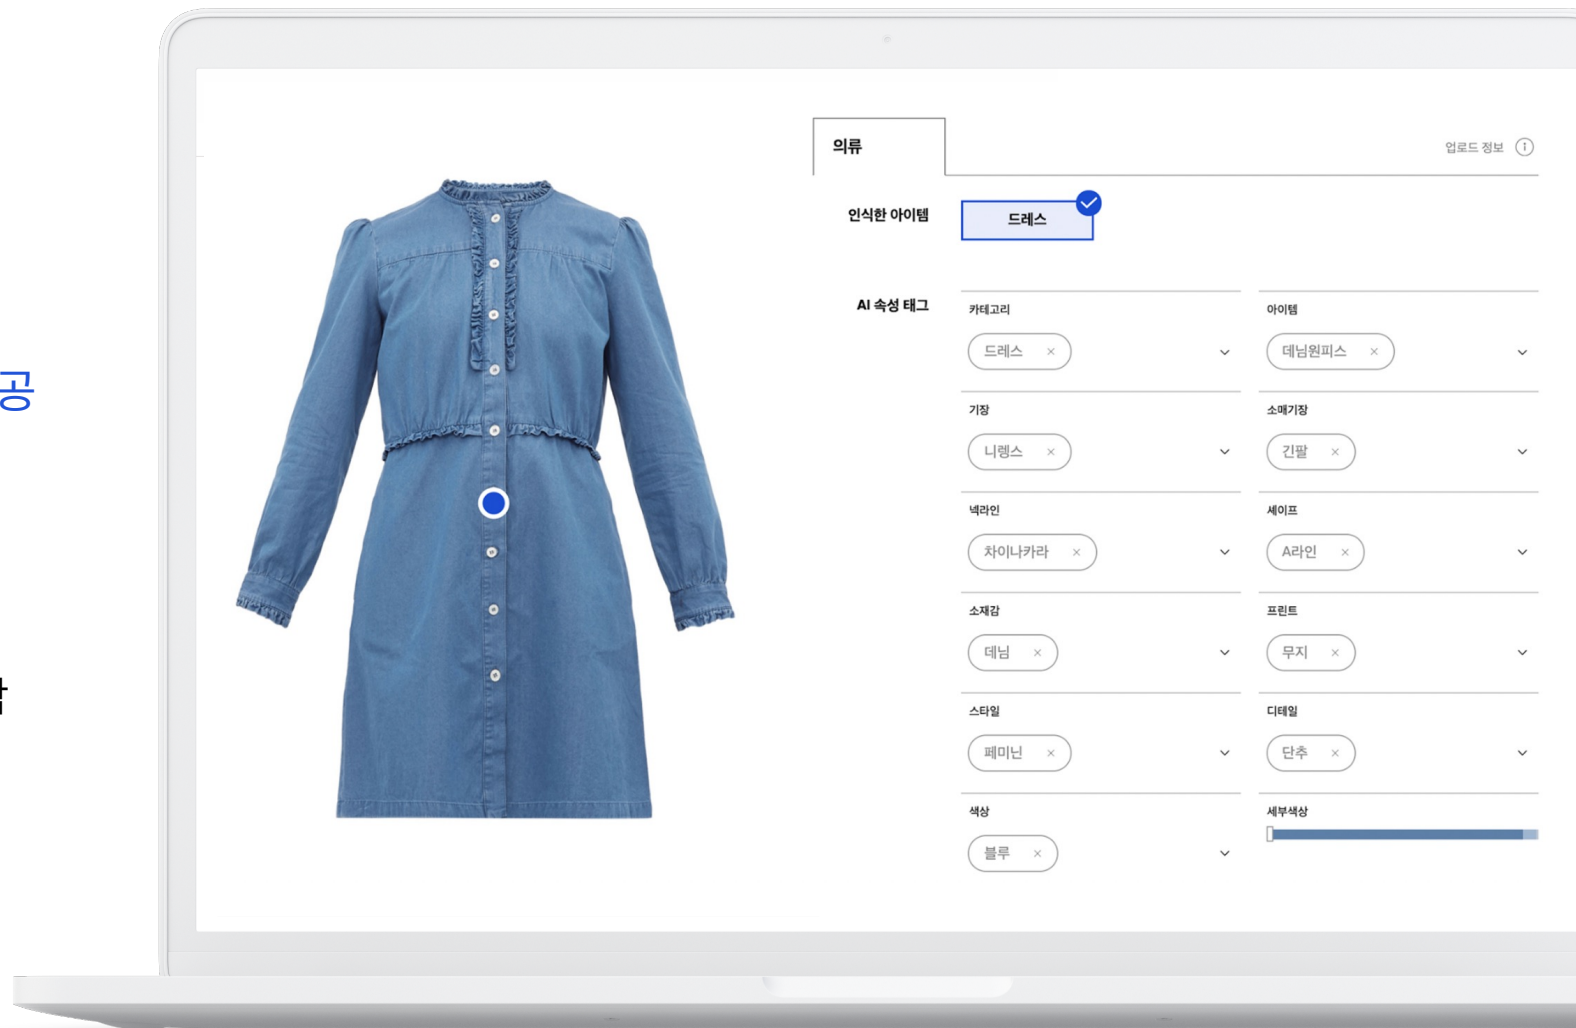 공
의류
업로드 정보
인식한 아이템
드레스
AI 속성 태그
카테고리
드레스 ×
아이템
데님원피스 ×
기장
니렝스 ×
소매기장
긴팔 ×
넥라인
차이나카라 ×
셰이프
A라인 ×
소재감
데님 ×
프린트
무지 ×
스타일
페미닌 ×
디테일
단추 ×
색상
블루 ×
세부색상